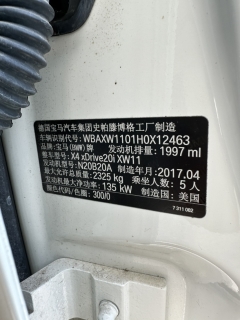 德国宝马汽车集团史帕滕博格工厂制造
车辆识别代号: WBAXW1101H0X12463
品牌: 宝马(BMW)牌 发动机排量: 1997 ml
型号: X4 xDrive20i XW11
发动机型号: N20B20A 制造年月: 2017.04
最大允许总质量: 2325 kg 乘坐人数: 5 人
发动机最大净功率: 135 kW 制造国: 美国
颜色代码/色圈: 300/0
7 311 092